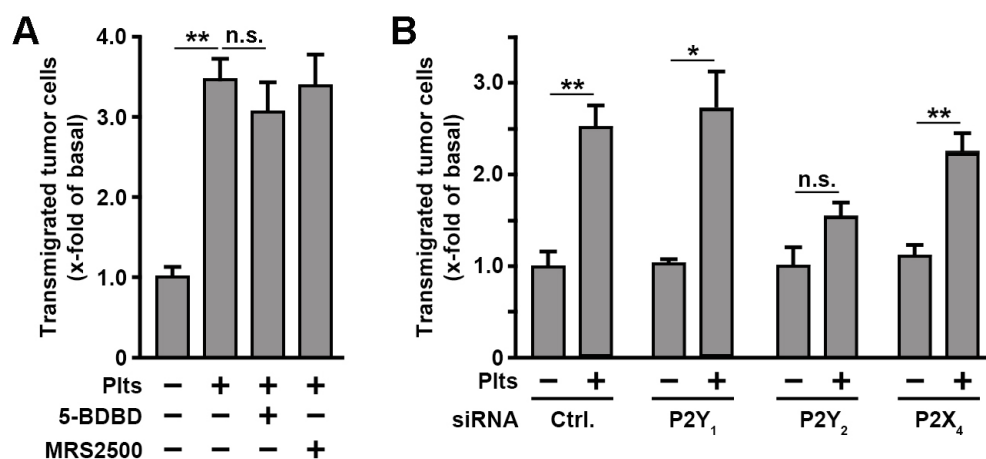 A
Transmigrated tumor cells
(x-fold of basal)
4.0
3.0
2.0
1.0
0
** n.s.
Plts − + + +
5-BDBD − − + −
MRS2500 − − − +
B
Transmigrated tumor cells
(x-fold of basal)
3.0
2.0
1.0
0
** * n.s. **
Plts − + − + − + − +
siRNA Ctrl. P2Y₁ P2Y₂ P2X₄